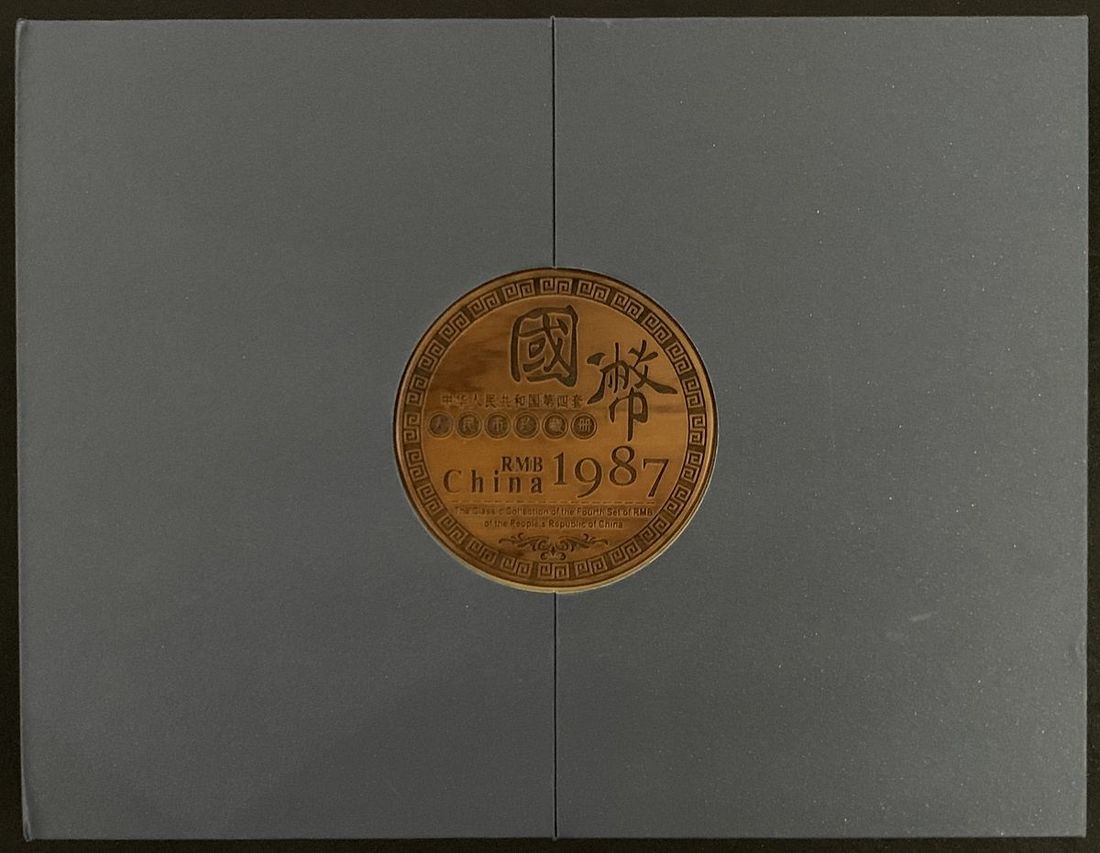 國幣
中华人民共和国第四套
人民币珍藏册
RMB
China 1987
The Classic Collection of the Fourth Set of RMB
of the People's Republic of China